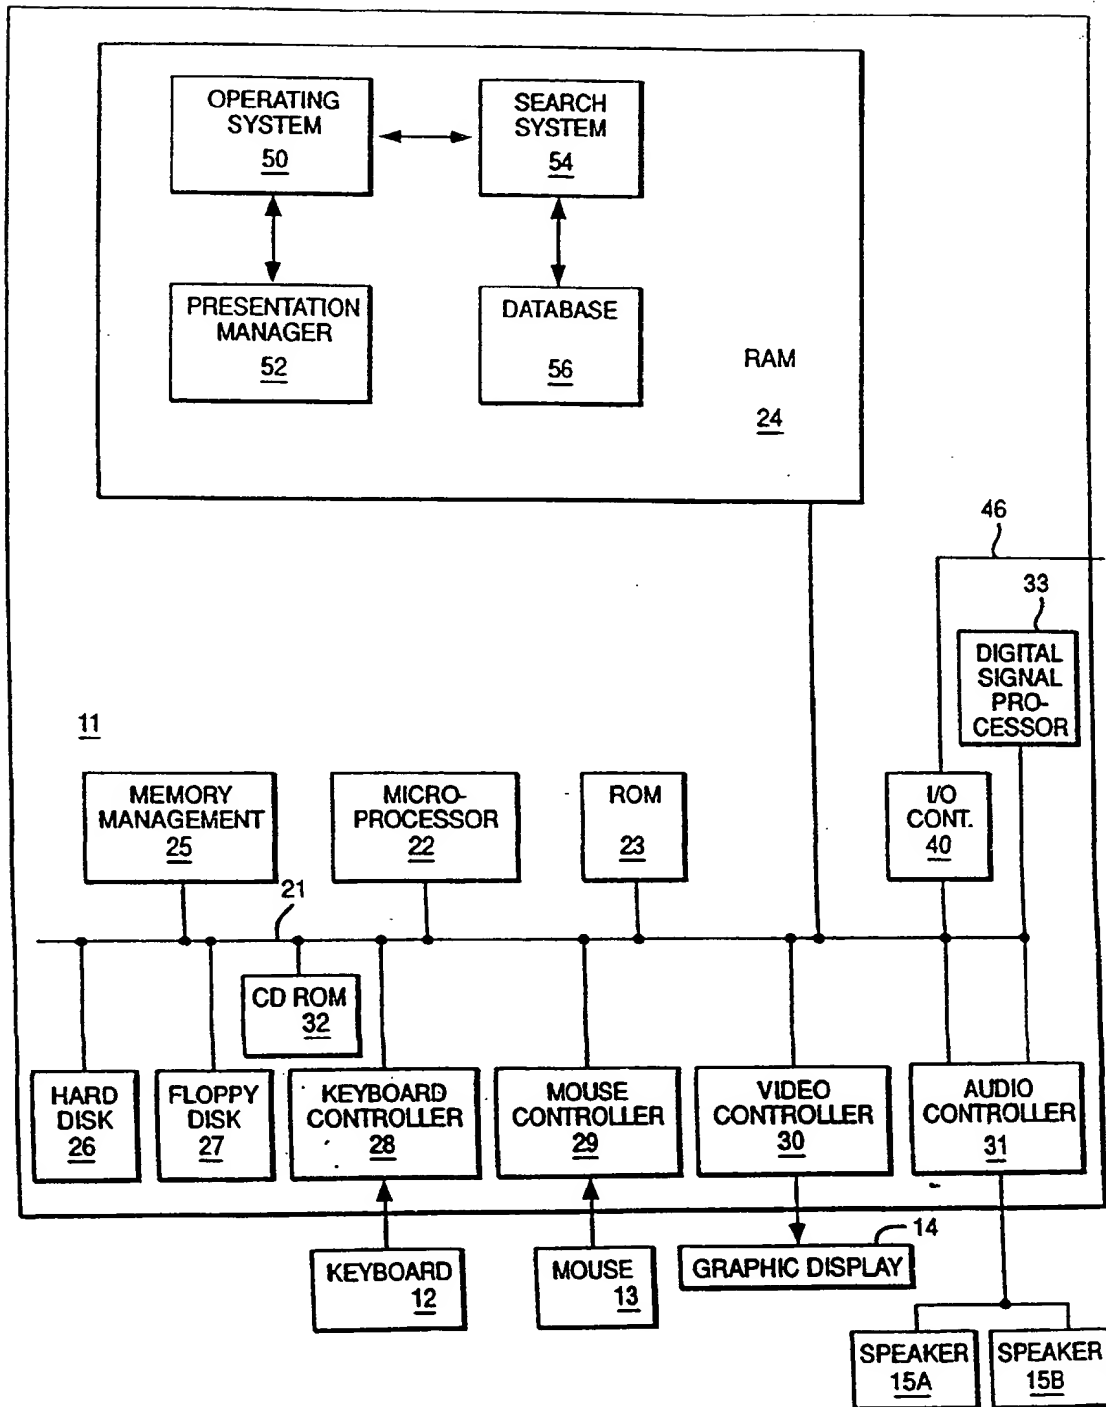 OPERATING
SYSTEM
50
SEARCH
SYSTEM
54
PRESENTATION
MANAGER
52
DATABASE
56
RAM
24
46
33
DIGITAL
SIGNAL
PRO-
CESSOR
11
MEMORY
MANAGEMENT
25
MICRO-
PROCESSOR
22
ROM
23
I/O
CONT.
40
21
CD ROM
32
HARD
DISK
26
FLOPPY
DISK
27
KEYBOARD
CONTROLLER
28
MOUSE
CONTROLLER
29
VIDEO
CONTROLLER
30
AUDIO
CONTROLLER
31
KEYBOARD
12
MOUSE
13
14
GRAPHIC DISPLAY
SPEAKER
15A
SPEAKER
15B